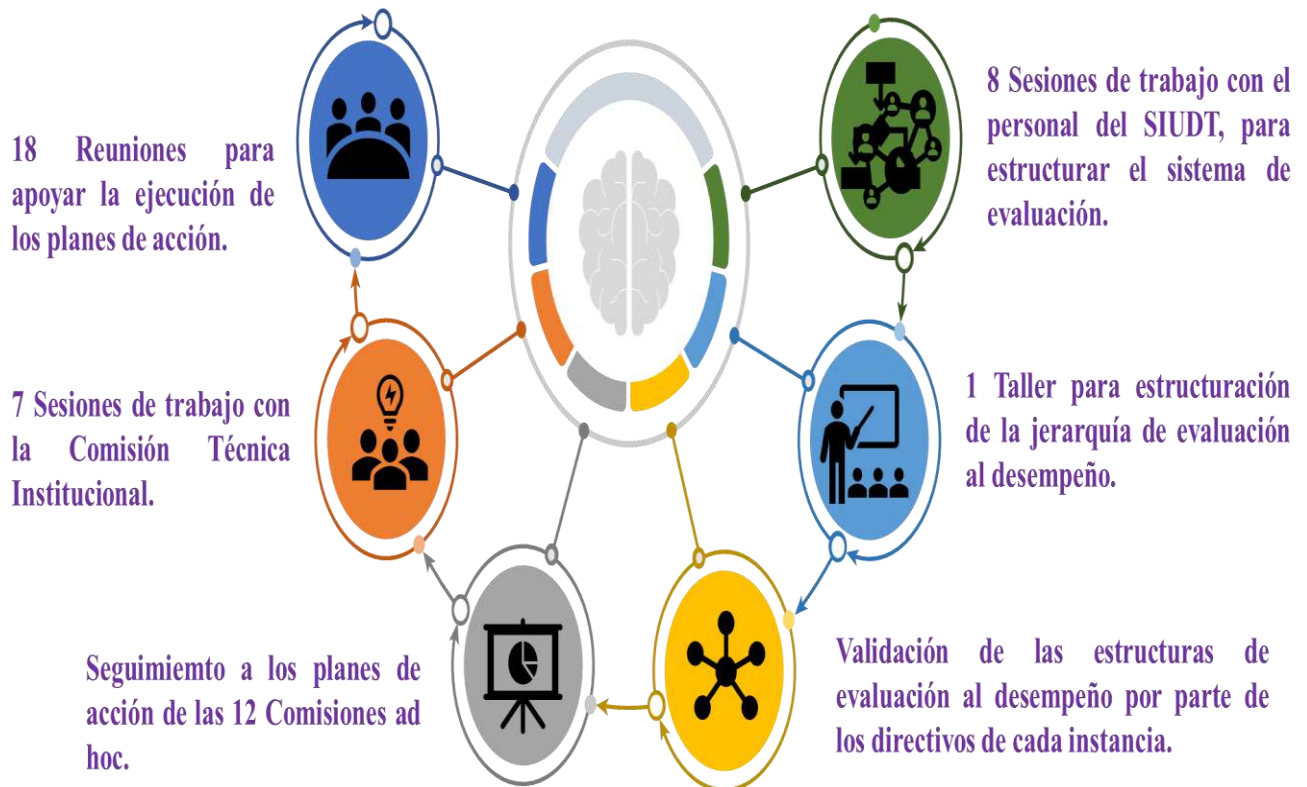 18 Reuniones para
apoyar la ejecución de
los planes de acción.
8 Sesiones de trabajo con el
personal del SIUDT, para
estructurar el sistema de
evaluación.
7 Sesiones de trabajo con
la Comisión Técnica
Institucional.
1 Taller para estructuración
de la jerarquía de evaluación
al desempeño.
Seguimiemto a los planes de
acción de las 12 Comisiones ad
hoc.
Validación de las estructuras de
evaluación al desempeño por parte de
los directivos de cada instancia.